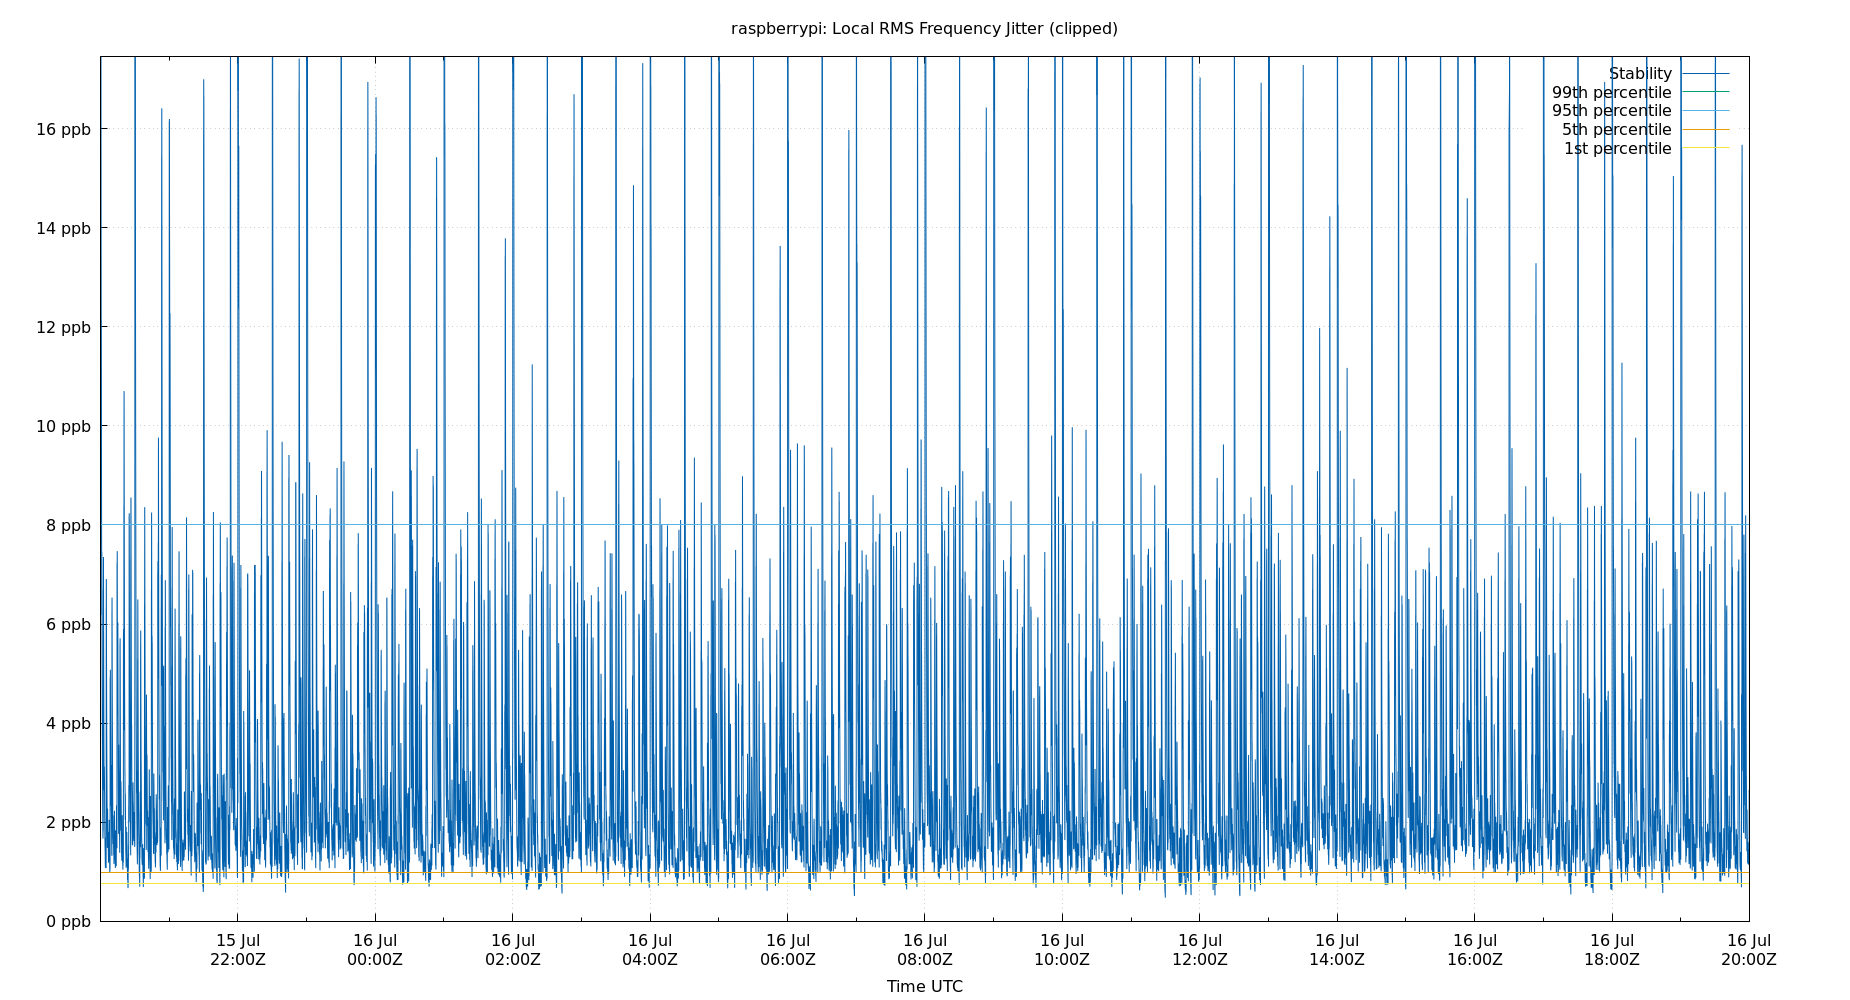 raspberrypi: Local RMS Frequency Jitter (clipped)
Stability
99th percentile
95th percentile
5th percentile
1st percentile
16 ppb
14 ppb
12 ppb
10 ppb
8 ppb
6 ppb
4 ppb
2 ppb
0 ppb
15 Jul 16 Jul 16 Jul 16 Jul 16 Jul 16 Jul 16 Jul 16 Jul 16 Jul 16 Jul 16 Jul 16 Jul
22:00Z 00:00Z 02:00Z 04:00Z 06:00Z 08:00Z 10:00Z 12:00Z 14:00Z 16:00Z 18:00Z 20:00Z
Time UTC